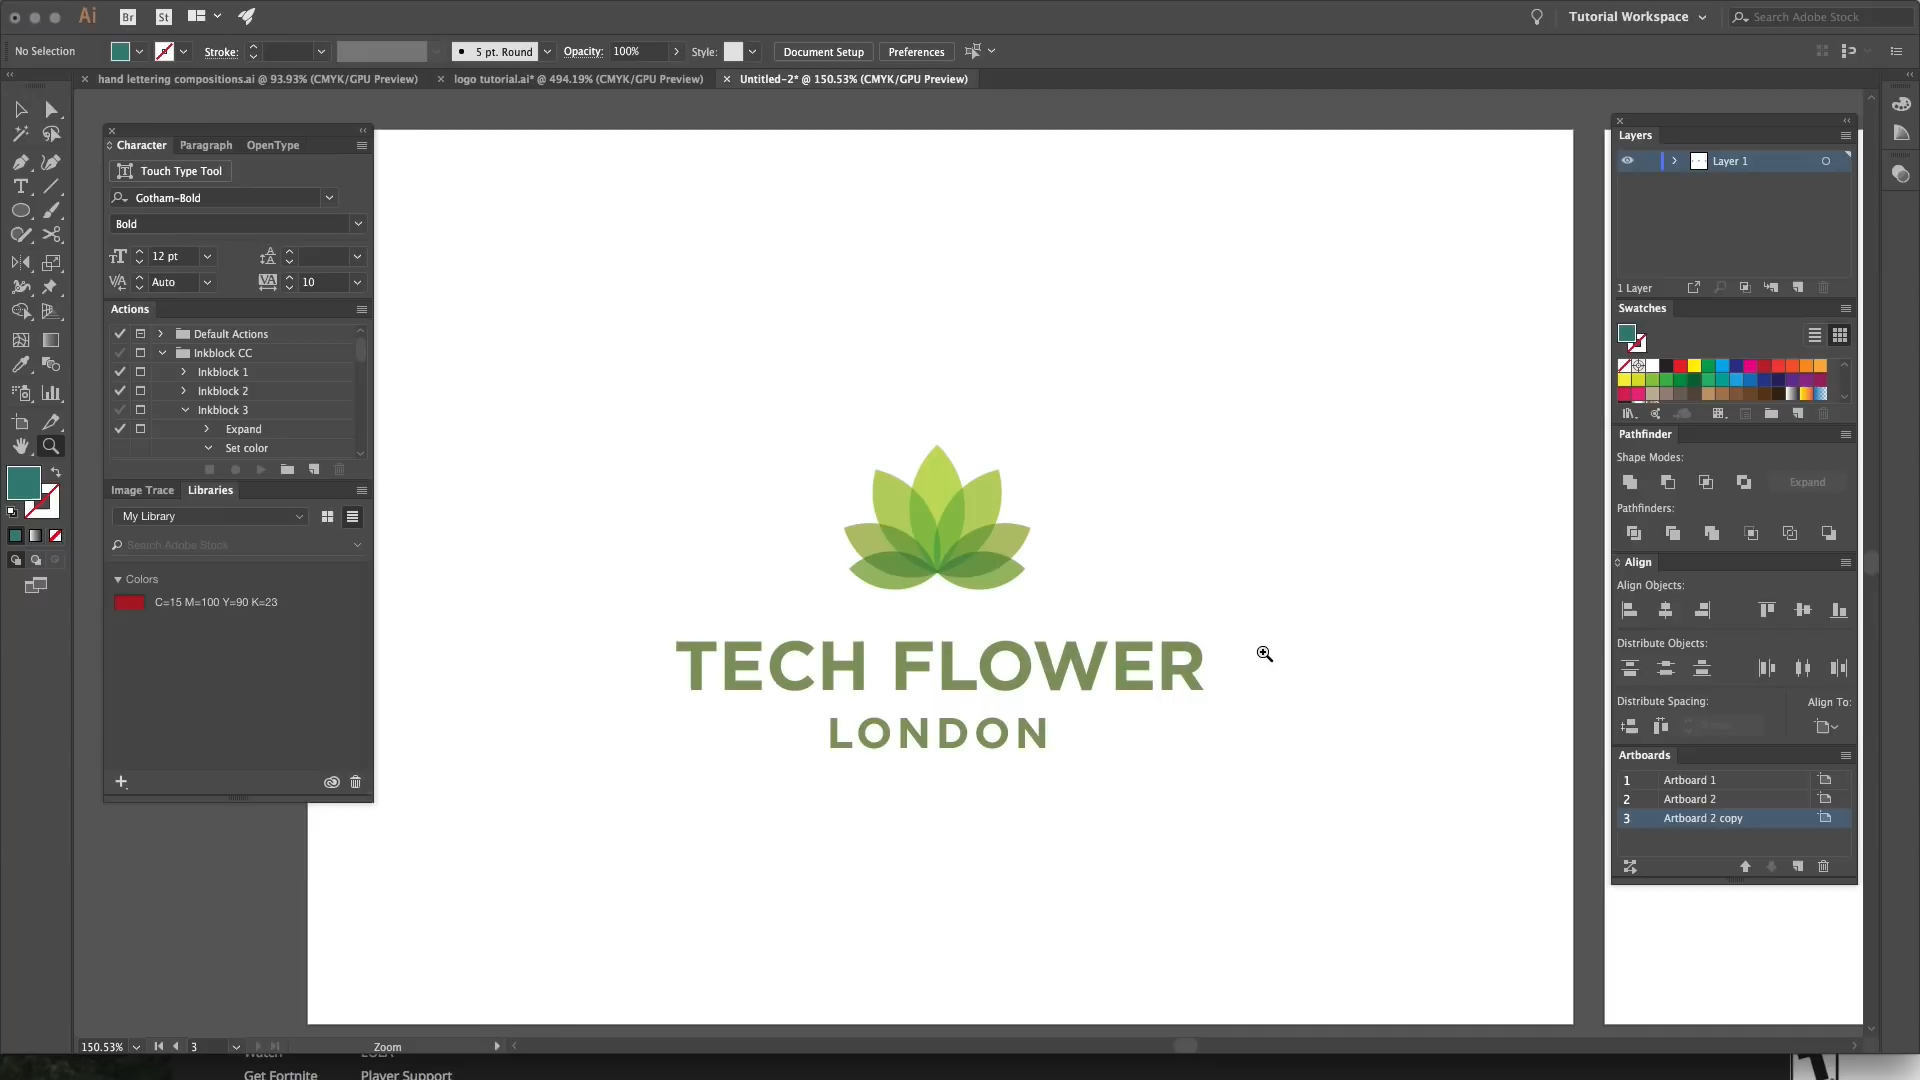 Ai Br St Tutorial Workspace Search Adobe Stock
No Selection Stroke: 5 pt. Round Opacity: 100% Style: Document Setup Preferences
hand lettering compositions.ai @ 93.93% (CMYK/GPU Preview) logo tutorial.ai* @ 494.19% (CMYK/GPU Preview) Untitled-2* @ 150.53% (CMYK/GPU Preview)
Character Paragraph OpenType
Touch Type Tool
Gotham-Bold
Bold
12 pt
Auto 10
Actions
Default Actions
Inkblock CC
Inkblock 1
Inkblock 2
Inkblock 3
Expand
Set color
Image Trace Libraries
My Library
Search Adobe Stock
Colors
C=15 M=100 Y=90 K=23
TECH FLOWER
LONDON
Layers
Layer 1
1 Layer
Swatches
Pathfinder
Shape Modes:
Expand
Pathfinders:
Align
Align Objects:
Distribute Objects:
Distribute Spacing: Align To:
Artboards
1 Artboard 1
2 Artboard 2
3 Artboard 2 copy
150.53% 3 Zoom
Get Fortnite Player Support